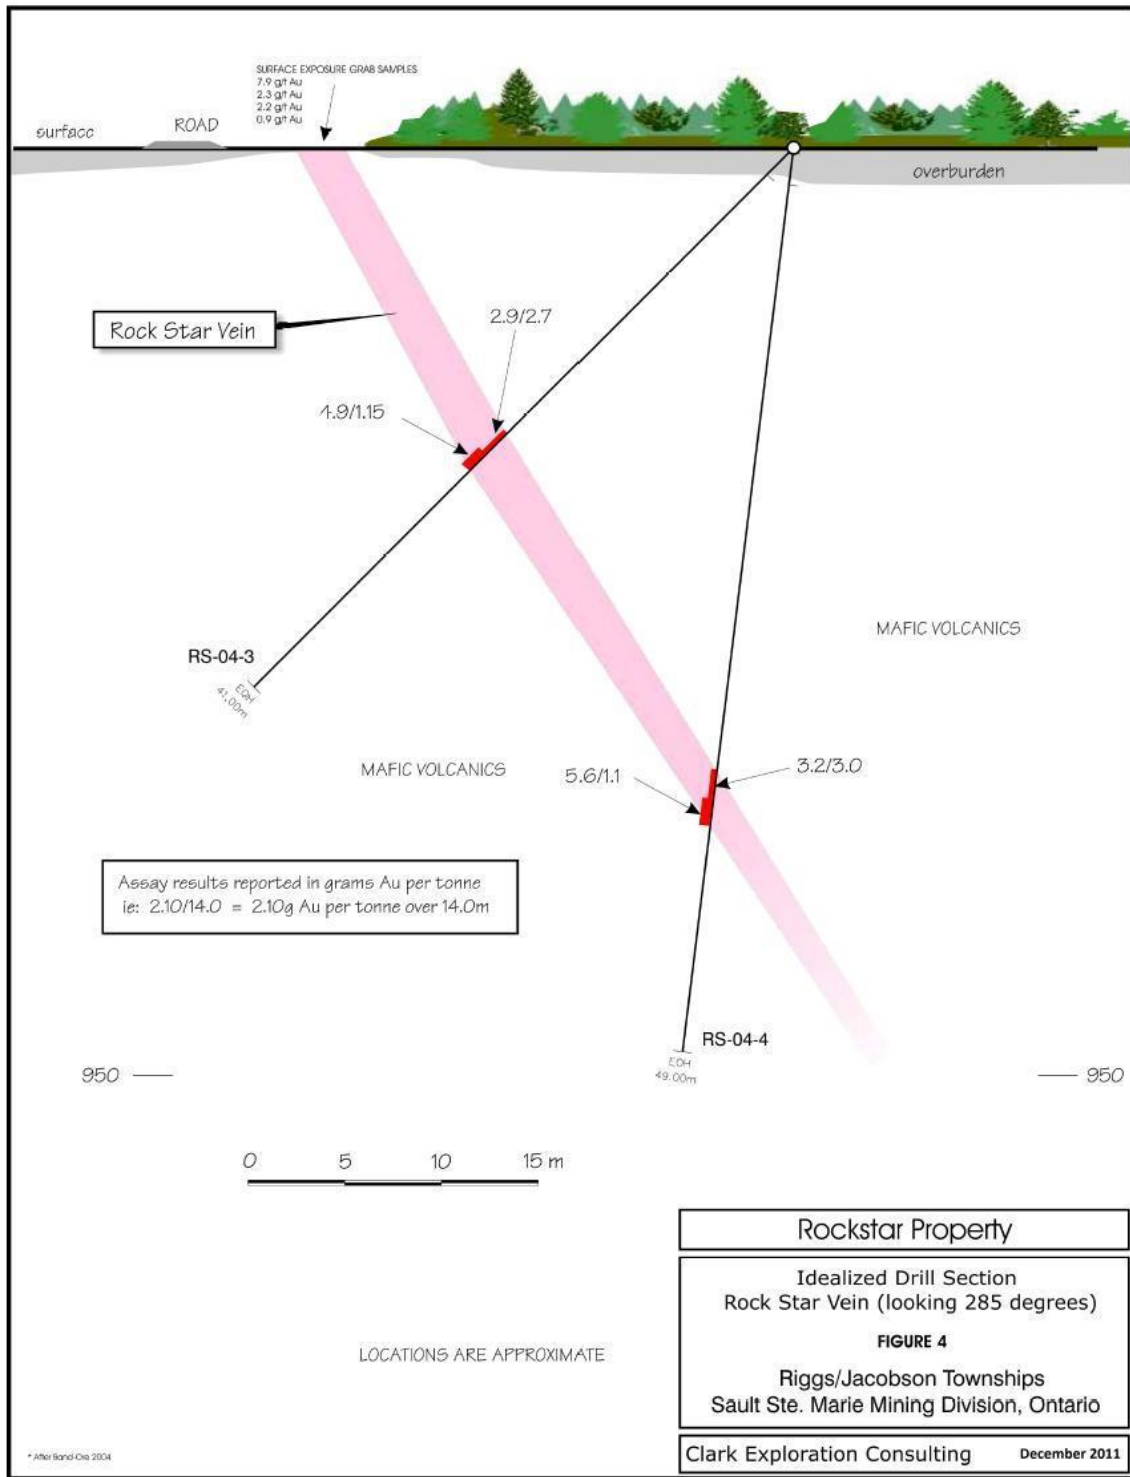 SURFACE EXPOSURE GRAB SAMPLES
7.9 g/t Au
2.3 g/t Au
2.2 g/t Au
0.9 g/t Au
surface
ROAD
overburden
Rock Star Vein
2.9/2.7
4.9/1.15
MAFIC VOLCANICS
RS-04-3
EOH
41.00m
MAFIC VOLCANICS
5.6/1.1
3.2/3.0
Assay results reported in grams Au per tonne
ie: 2.10/14.0 = 2.10g Au per tonne over 14.0m
RS-04-4
EOH
49.00m
950
950
0 5 10 15 m
Rockstar Property
Idealized Drill Section
Rock Star Vein (looking 285 degrees)
FIGURE 4
Riggs/Jacobson Townships
Sault Ste. Marie Mining Division, Ontario
LOCATIONS ARE APPROXIMATE
* After Band-Ore 2004
Clark Exploration Consulting December 2011